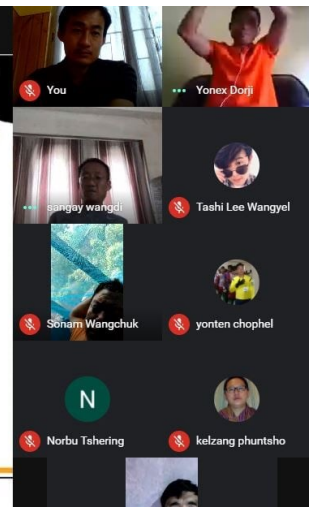 You
Yonex Dorji
sangay wangdi
Tashi Lee Wangyel
Sonam Wangchuk
yonten chophel
N
Norbu Tshering
kelzang phuntsho